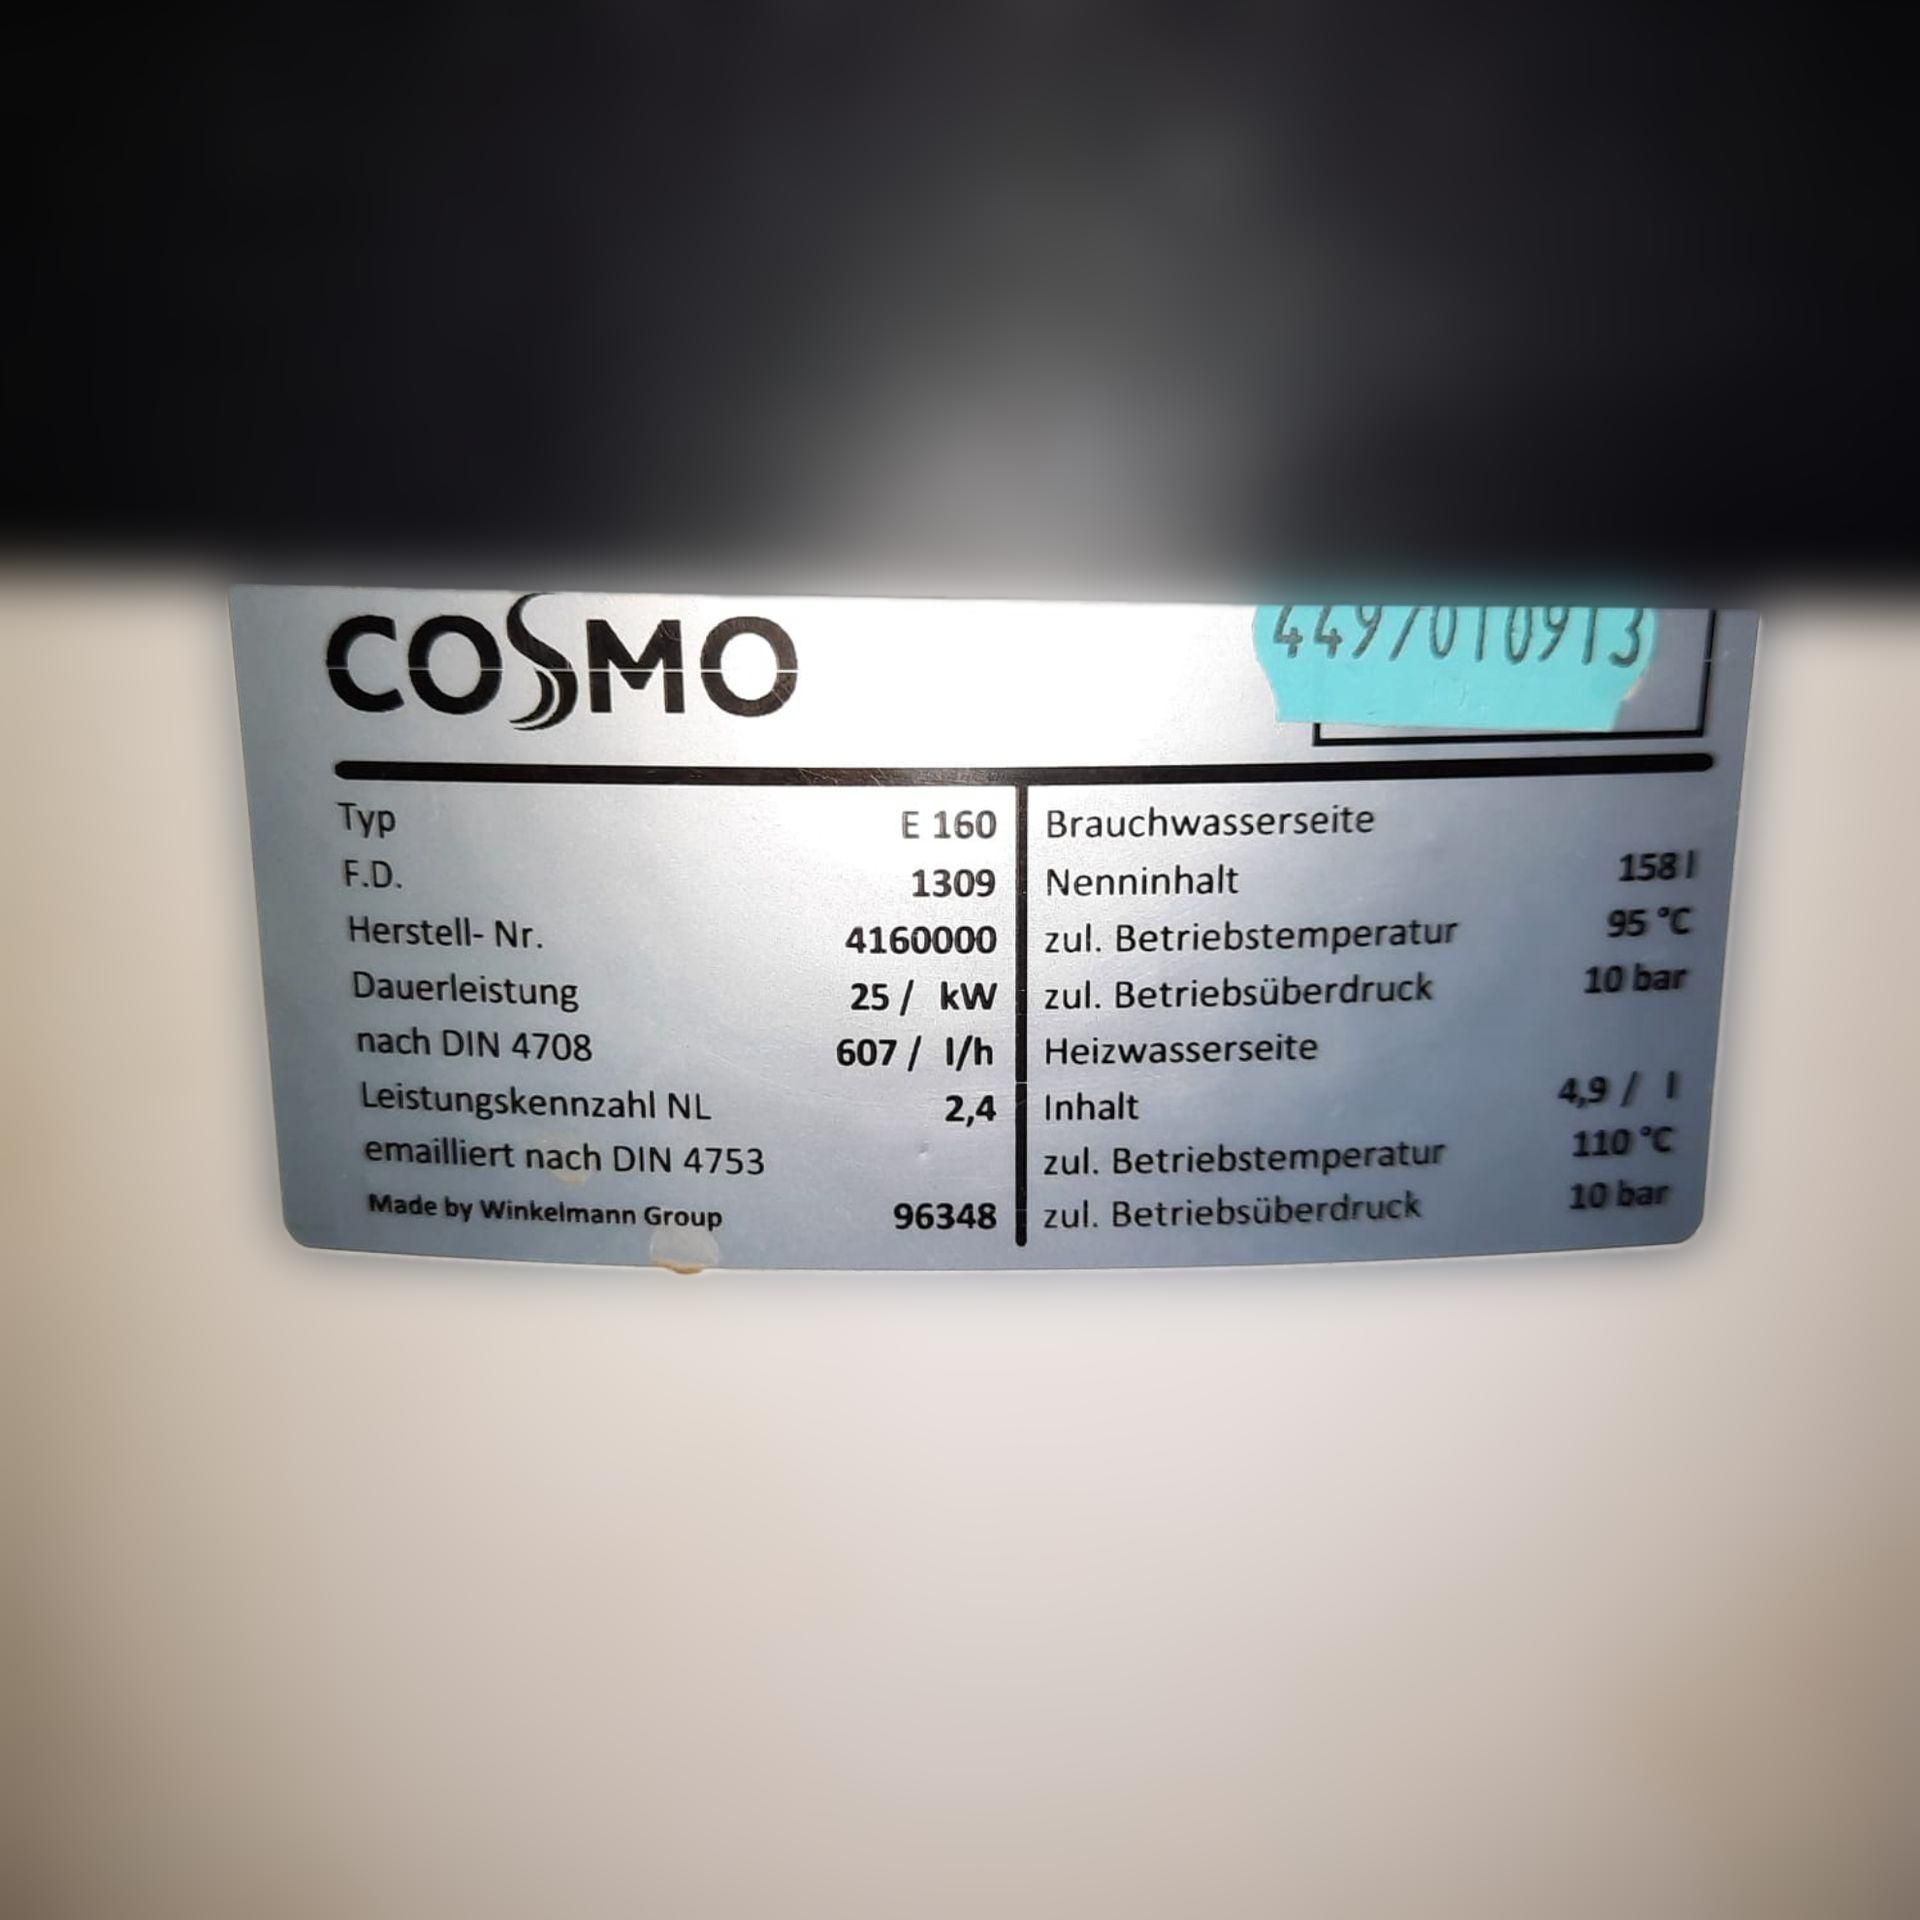 COSMO
4497010913
Typ E 160
F.D. 1309
Herstell- Nr. 4160000
Dauerleistung 25 / kW
nach DIN 4708 607 / l/h
Leistungskennzahl NL 2,4
emailliert nach DIN 4753
Made by Winkelmann Group 96348
Brauchwasserseite
Nenninhalt 158 l
zul. Betriebstemperatur 95 °C
zul. Betriebsüberdruck 10 bar
Heizwasserseite
Inhalt 4,9 / l
zul. Betriebstemperatur 110 °C
zul. Betriebsüberdruck 10 bar